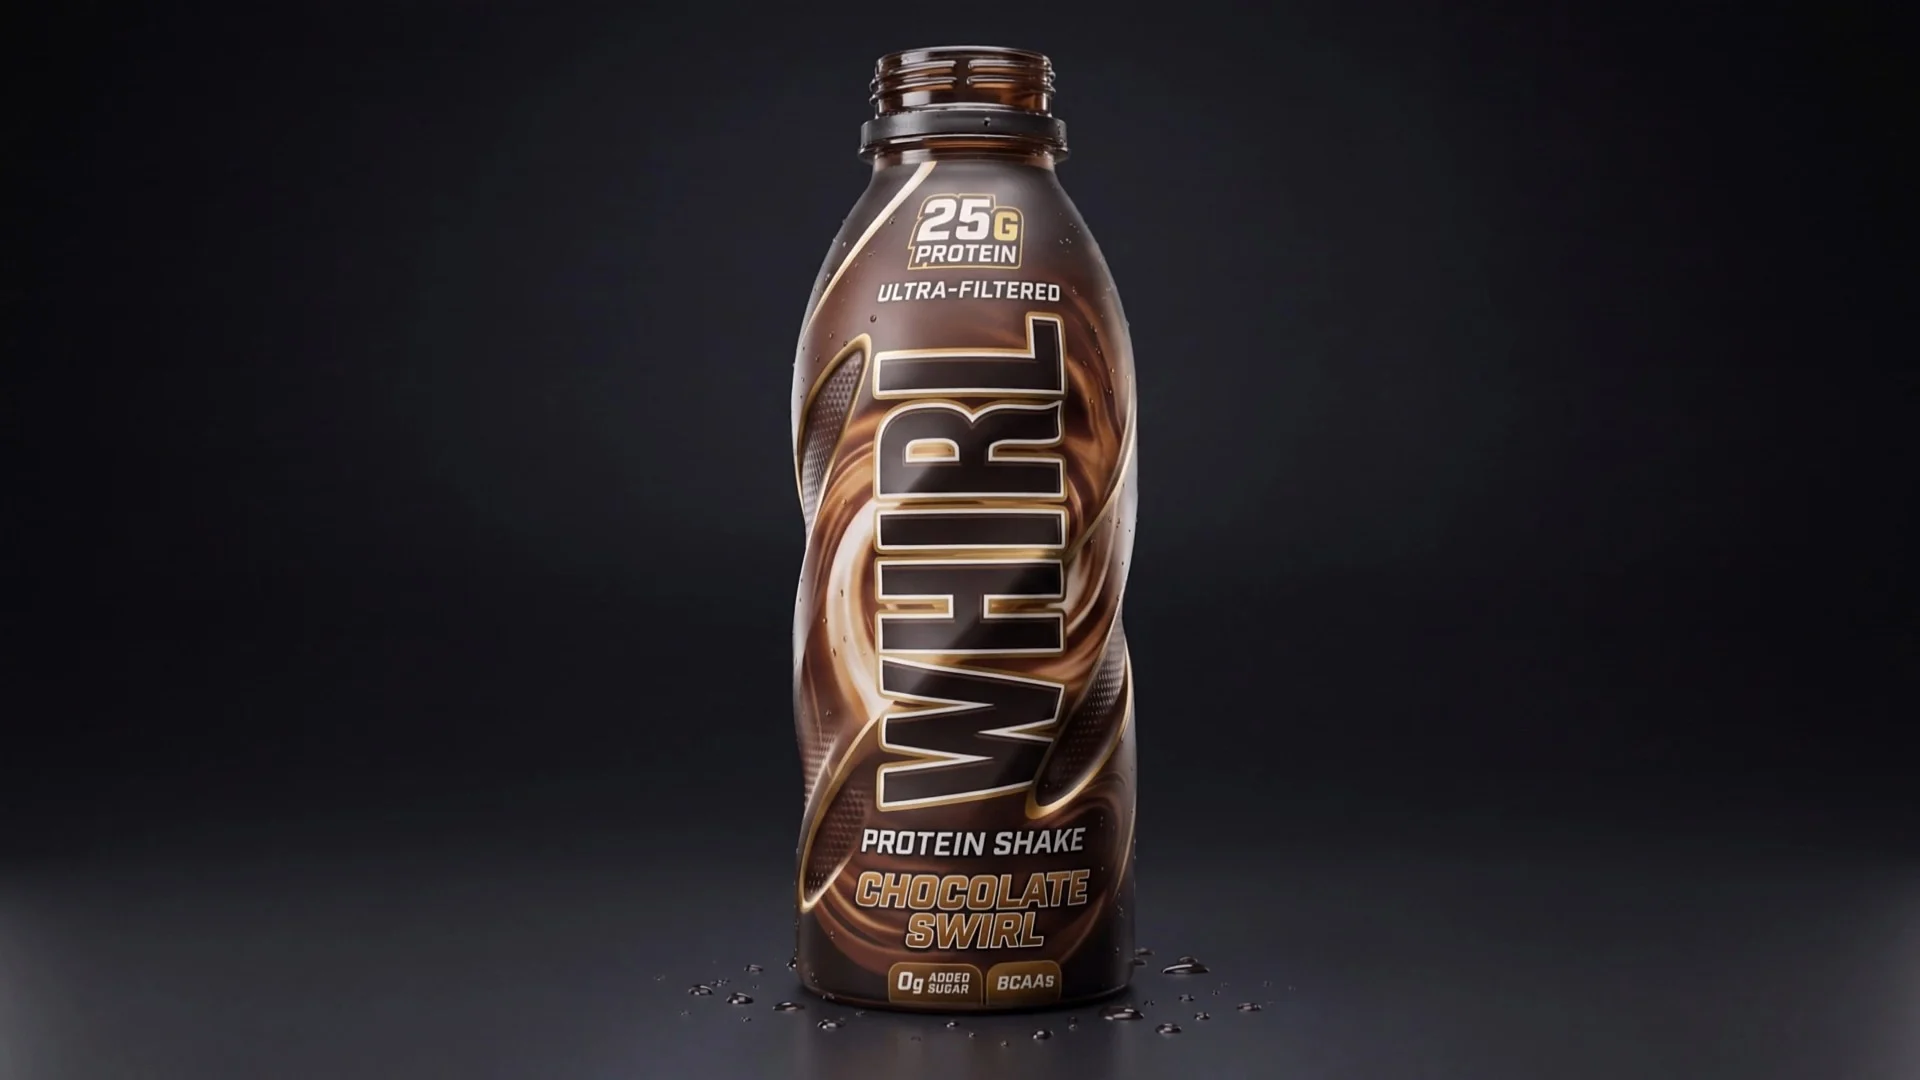 25G
PROTEIN
ULTRA-FILTERED
WHIRL
PROTEIN SHAKE
CHOCOLATE
SWIRL
0g ADDED
SUGAR
BCAAs